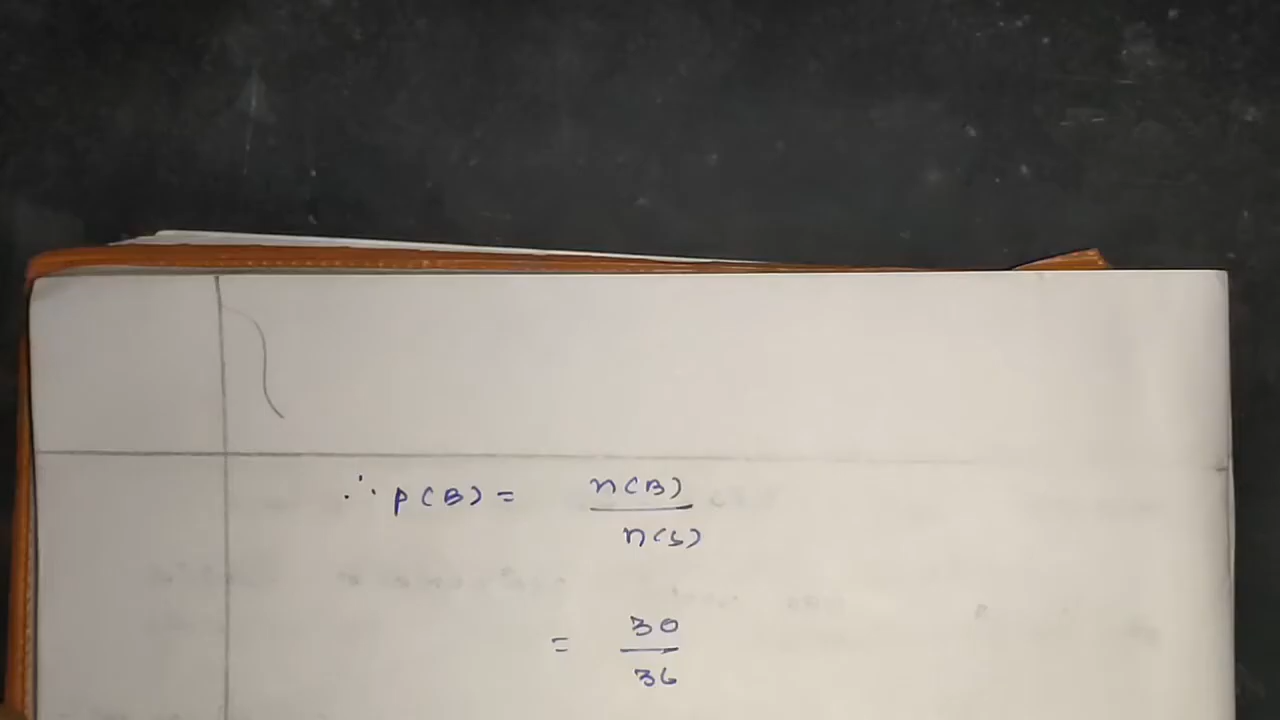 ∴ P(B) = n(B) / n(S)
= 30 / 36